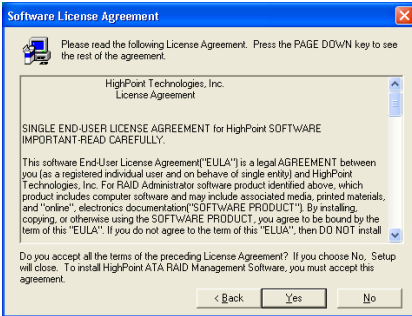 Software License Agreement
Please read the following License Agreement. Press the PAGE DOWN key to see
the rest of the agreement.
HighPoint Technologies, Inc.
License Agreement
SINGLE END-USER LICENSE AGREEMENT for HighPoint SOFTWARE
IMPORTANT-READ CAREFULLY.
This software End-User License Agreement("EULA") is a legal AGREEMENT between
you (as a registered individual user and on behave of single entity) and HighPoint
Technologies, Inc. For RAID Administrator software product identified above, which
product includes computer software and may include associated media, printed materials,
and "online", electronics documentation("SOFTWARE PRODUCT"). By installing,
copying, or otherwise using the SOFTWARE PRODUCT, you agree to be bound by the
term of this "EULA". If you do not agree to the term of this "ELUA", then DO NOT install
Do you accept all the terms of the preceding License Agreement? If you choose No, Setup
will close. To install HighPoint ATA RAID Management Software, you must accept this
agreement.
< Back Yes No